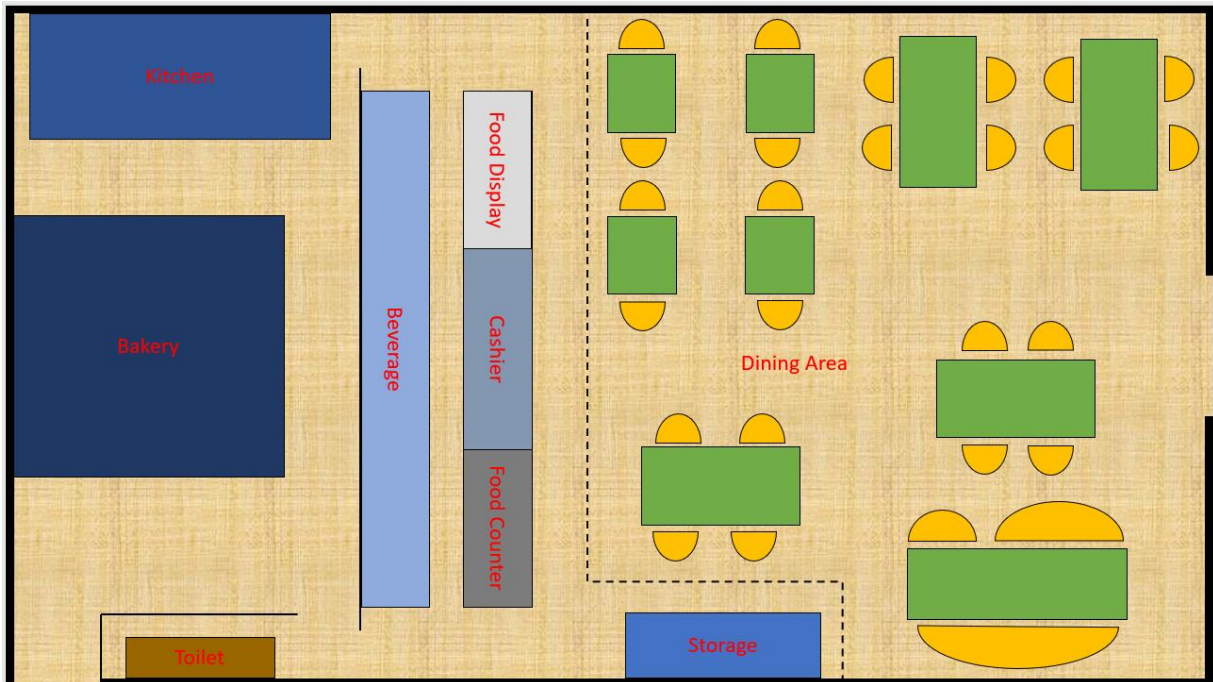 Kitchen
Food Display
Bakery
Beverage
Cashier
Dining Area
Food Counter
Toilet
Storage